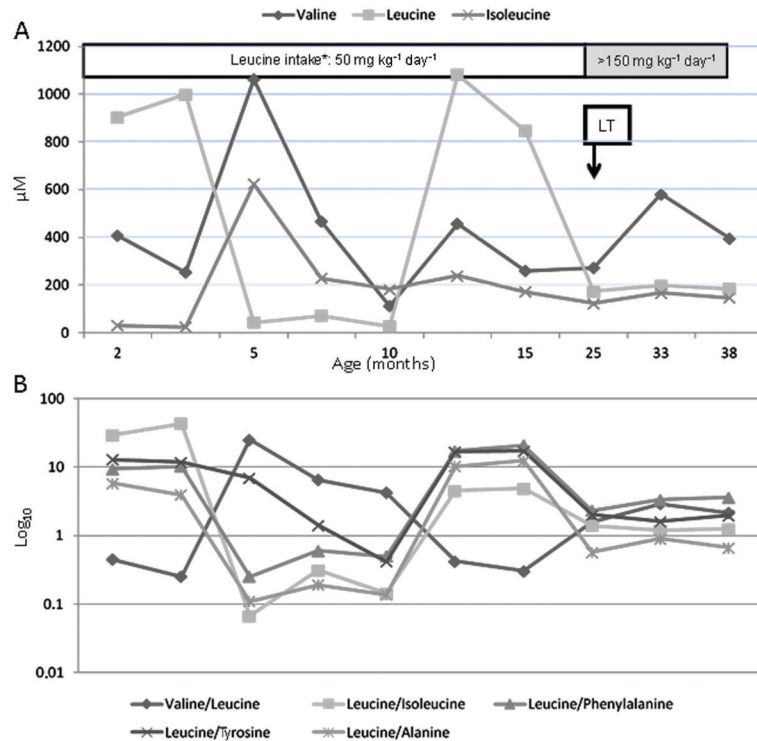 Valine Leucine Isoleucine
A
1200
Leucine intake*: 50 mg kg⁻¹ day⁻¹ >150 mg kg⁻¹ day⁻¹
1000
LT
800
µM
600
400
200
0
2 5 10 15 25 33 38
Age (months)
B
100
10
Log₁₀
1
0.1
0.01
Valine/Leucine Leucine/Isoleucine Leucine/Phenylalanine
Leucine/Tyrosine Leucine/Alanine